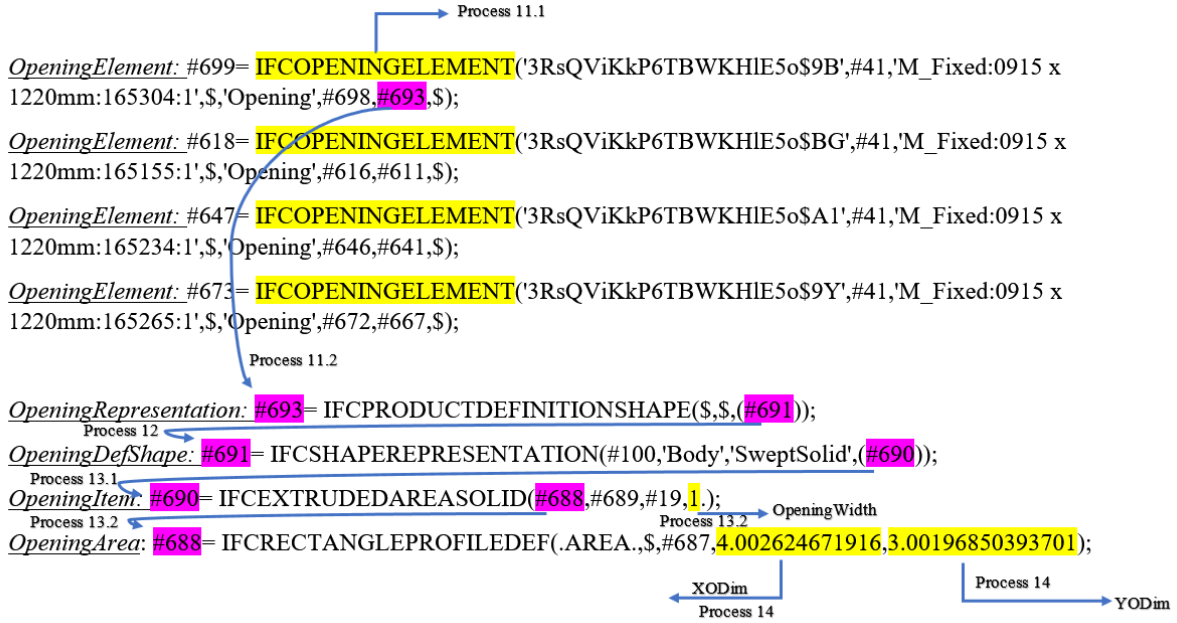 Process 11.1
OpeningElement: #699= IFCOPENINGELEMENT('3RsQViKkP6TBWKHlE5o$9B',#41,'M_Fixed:0915 x
1220mm:165304:1',$,'Opening',#698,#693,$);
OpeningElement: #618= IFCOPENINGELEMENT('3RsQViKkP6TBWKHlE5o$BG',#41,'M_Fixed:0915 x
1220mm:165155:1',$,'Opening',#616,#611,$);
OpeningElement: #647= IFCOPENINGELEMENT('3RsQViKkP6TBWKHlE5o$A1',#41,'M_Fixed:0915 x
1220mm:165234:1',$,'Opening',#646,#641,$);
OpeningElement: #673= IFCOPENINGELEMENT('3RsQViKkP6TBWKHlE5o$9Y',#41,'M_Fixed:0915 x
1220mm:165265:1',$,'Opening',#672,#667,$);
Process 11.2
OpeningRepresentation: #693= IFCPRODUCTDEFINITIONSHAPE($,$,(#691));
Process 12
OpeningDefShape: #691= IFCSHAPEREPRESENTATION(#100,'Body','SweptSolid',(#690));
Process 13.1
OpeningItem: #690= IFCEXTRUDEDAREASOLID(#688,#689,#19,1.);
Process 13.2
Process 13.2
OpeningWidth
OpeningArea: #688= IFCRECTANGLEPROFILEDEF(.AREA.,$,#687,4.002624671916,3.00196850393701);
XODim
Process 14
Process 14
YODim